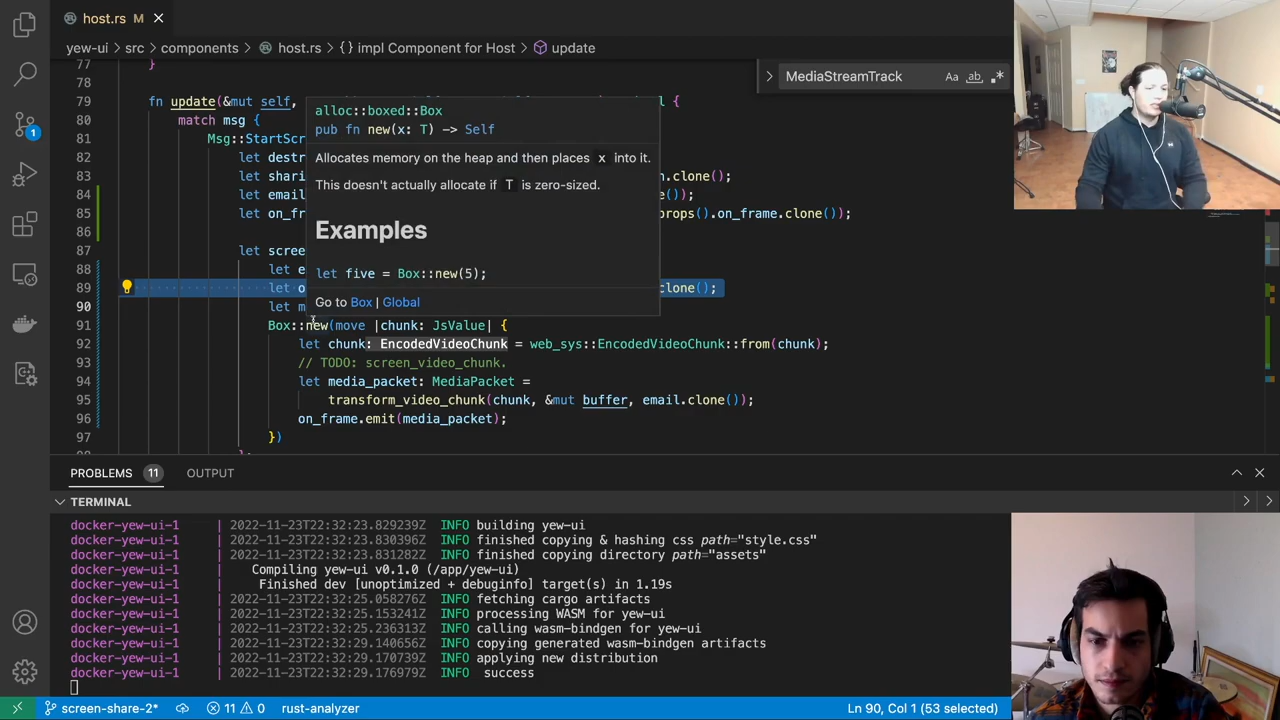 host.rs M
yew-ui src components host.rs {} impl Component for Host update
MediaStreamTrack Aa ab .*
77 }
78
79 fn update(&mut self, {
80 match msg {
81 Msg::StartScr
82 let destr
83 let shari n.clone();
84 let email e());
85 let on_fr props().on_frame.clone());
86
87 let scree
88 let e
89 let o clone();
90 let m
91 Box::new(move |chunk: JsValue| {
92 let chunk: EncodedVideoChunk = web_sys::EncodedVideoChunk::from(chunk);
93 // TODO: screen_video_chunk.
94 let media_packet: MediaPacket =
95 transform_video_chunk(chunk, &mut buffer, email.clone());
96 on_frame.emit(media_packet);
97 })
alloc::boxed::Box
pub fn new(x: T) -> Self
Allocates memory on the heap and then places x into it.
This doesn't actually allocate if T is zero-sized.
Examples
let five = Box::new(5);
Go to Box | Global
PROBLEMS 11 OUTPUT
TERMINAL
docker-yew-ui-1 | 2022-11-23T22:32:23.829239Z INFO building yew-ui
docker-yew-ui-1 | 2022-11-23T22:32:23.830396Z INFO finished copying & hashing css path="style.css"
docker-yew-ui-1 | 2022-11-23T22:32:23.831282Z INFO finished copying directory path="assets"
docker-yew-ui-1 | Compiling yew-ui v0.1.0 (/app/yew-ui)
docker-yew-ui-1 | Finished dev [unoptimized + debuginfo] target(s) in 1.19s
docker-yew-ui-1 | 2022-11-23T22:32:25.058276Z INFO fetching cargo artifacts
docker-yew-ui-1 | 2022-11-23T22:32:25.153241Z INFO processing WASM for yew-ui
docker-yew-ui-1 | 2022-11-23T22:32:25.236313Z INFO calling wasm-bindgen for yew-ui
docker-yew-ui-1 | 2022-11-23T22:32:29.140656Z INFO copying generated wasm-bindgen artifacts
docker-yew-ui-1 | 2022-11-23T22:32:29.170739Z INFO applying new distribution
docker-yew-ui-1 | 2022-11-23T22:32:29.176979Z INFO success
1
screen-share-2* 11 0 rust-analyzer Ln 90, Col 1 (53 selected)